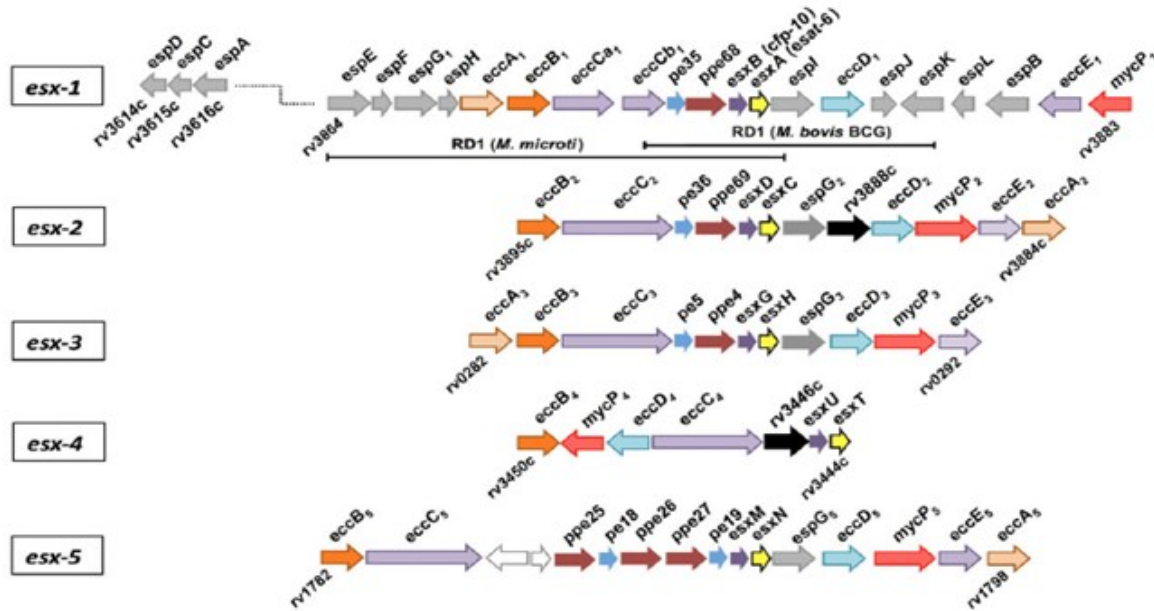 esx-1
espD espC espA
rv3614c rv3615c rv3616c
espE espF espG₁ espH eccA₁ eccB₁ eccCa₁ eccCb₁ pe35 ppe68 esxB (cfp-10) esxA (esat-6) espI eccD₁ espJ espK espL espB eccE₁ mycP₁
rv3864 rv3883
RD1 (M. microti)
RD1 (M. bovis BCG)
esx-2
eccB₂ eccC₂ pe36 ppe69 esxD esxC espG₂ rv3888c eccD₂ mycP₂ eccE₂ eccA₂
rv3895c rv3884c
esx-3
eccA₃ eccB₃ eccC₃ pe5 ppe4 esxG esxH espG₃ eccD₃ mycP₃ eccE₃
rv0282 rv0292
esx-4
eccB₄ mycP₄ eccD₄ eccC₄ rv3446c esxU esxT
rv3450c rv3444c
esx-5
eccB₅ eccC₅ ppe25 pe18 ppe26 ppe27 pe19 esxM esxN espG₅ eccD₅ mycP₅ eccE₅ eccA₅
rv1782 rv1798